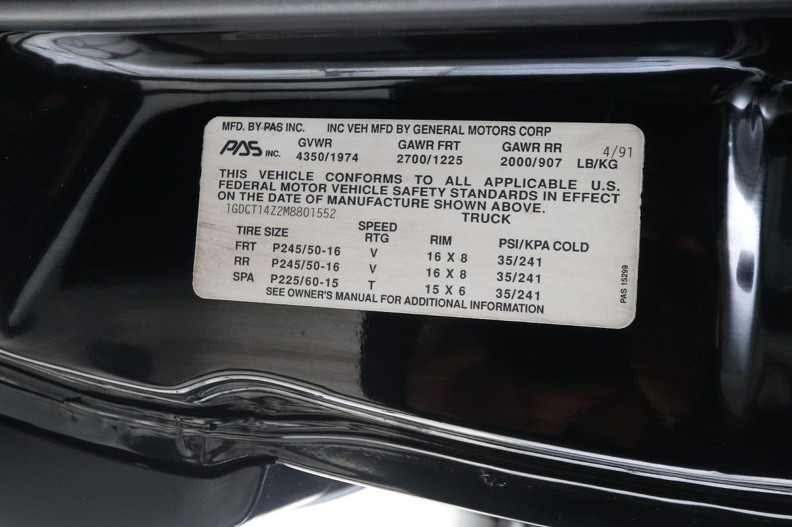 MFD. BY PAS INC. INC VEH MFD BY GENERAL MOTORS CORP
PAS INC. GVWR GAWR FRT GAWR RR 4/91
4350/1974 2700/1225 2000/907 LB/KG
THIS VEHICLE CONFORMS TO ALL APPLICABLE U.S.
FEDERAL MOTOR VEHICLE SAFETY STANDARDS IN EFFECT
ON THE DATE OF MANUFACTURE SHOWN ABOVE.
1GDCT14Z2M8801552 TRUCK
TIRE SIZE SPEED RTG RIM PSI/KPA COLD
FRT P245/50-16 V 16 X 8 35/241
RR P245/50-16 V 16 X 8 35/241
SPA P225/60-15 T 15 X 6 35/241
SEE OWNER'S MANUAL FOR ADDITIONAL INFORMATION
PAS 15299